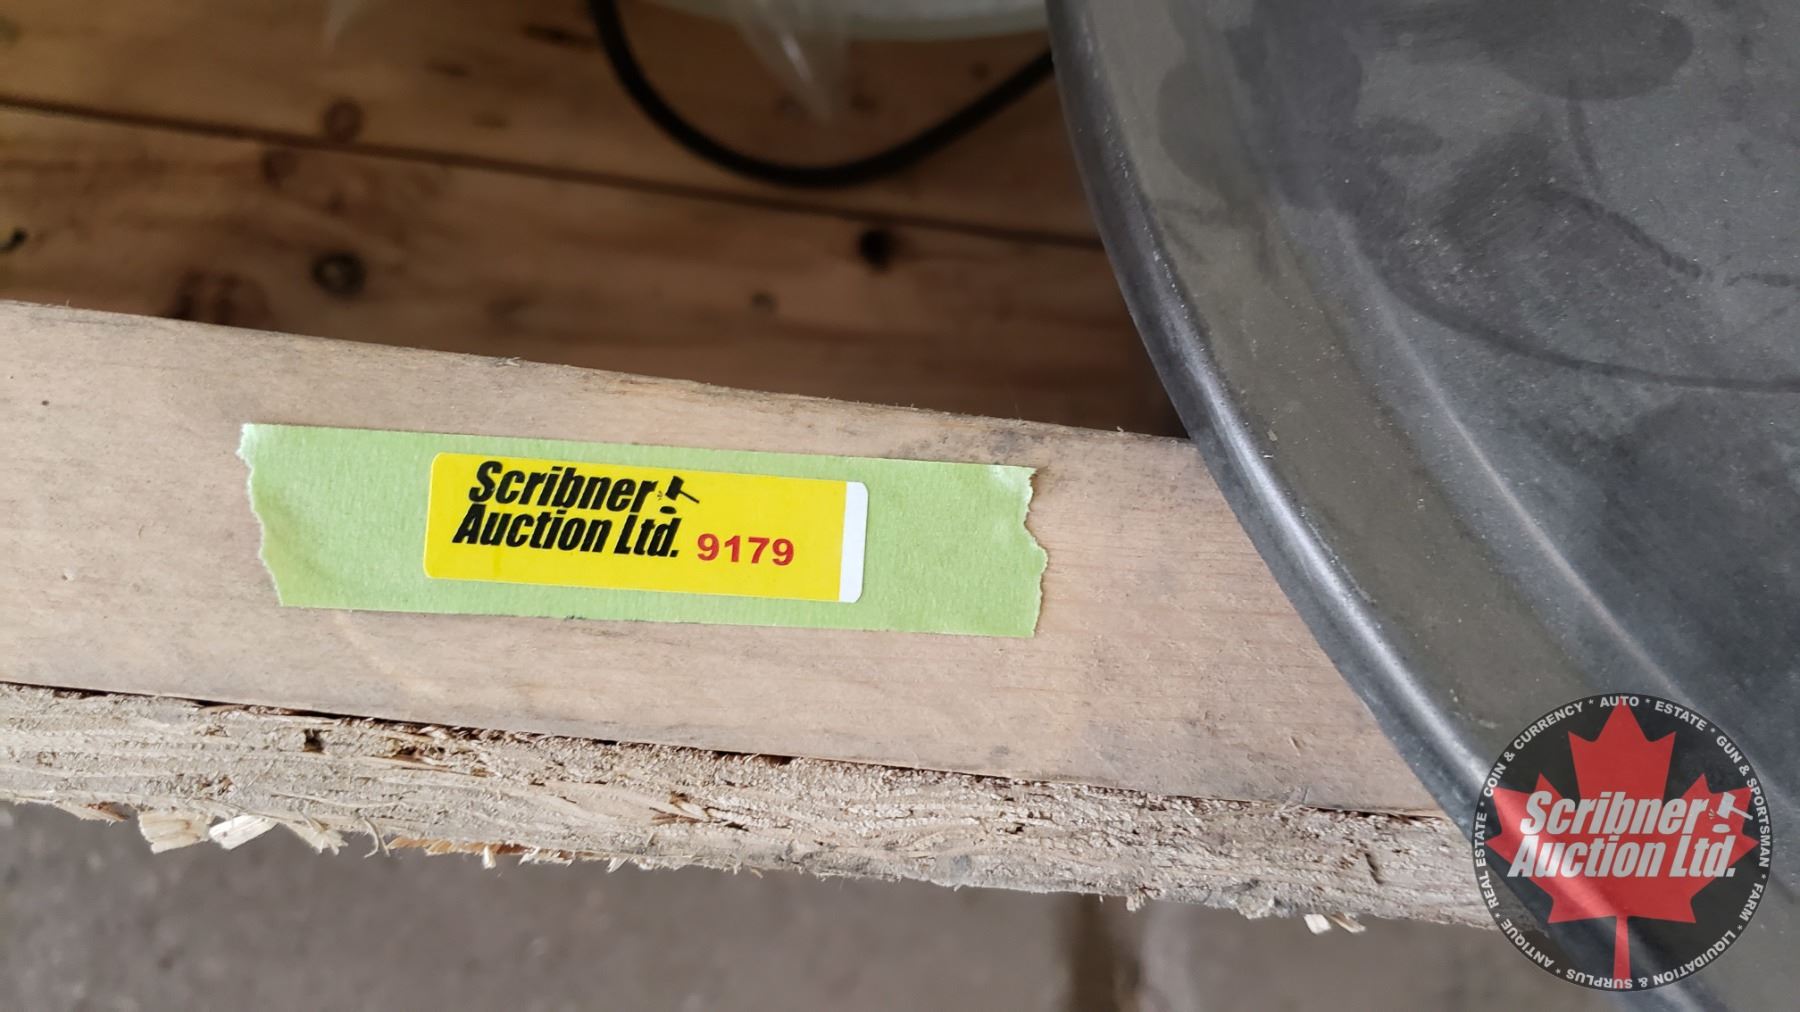 Scribner
Auction Ltd. 9179
Scribner
Auction Ltd.
* REAL ESTATE * COIN & CURRENCY * AUTO * ESTATE * GUN & SPORTSMAN * FARM * LIQUIDATION & SURPLUS * ANTIQUE